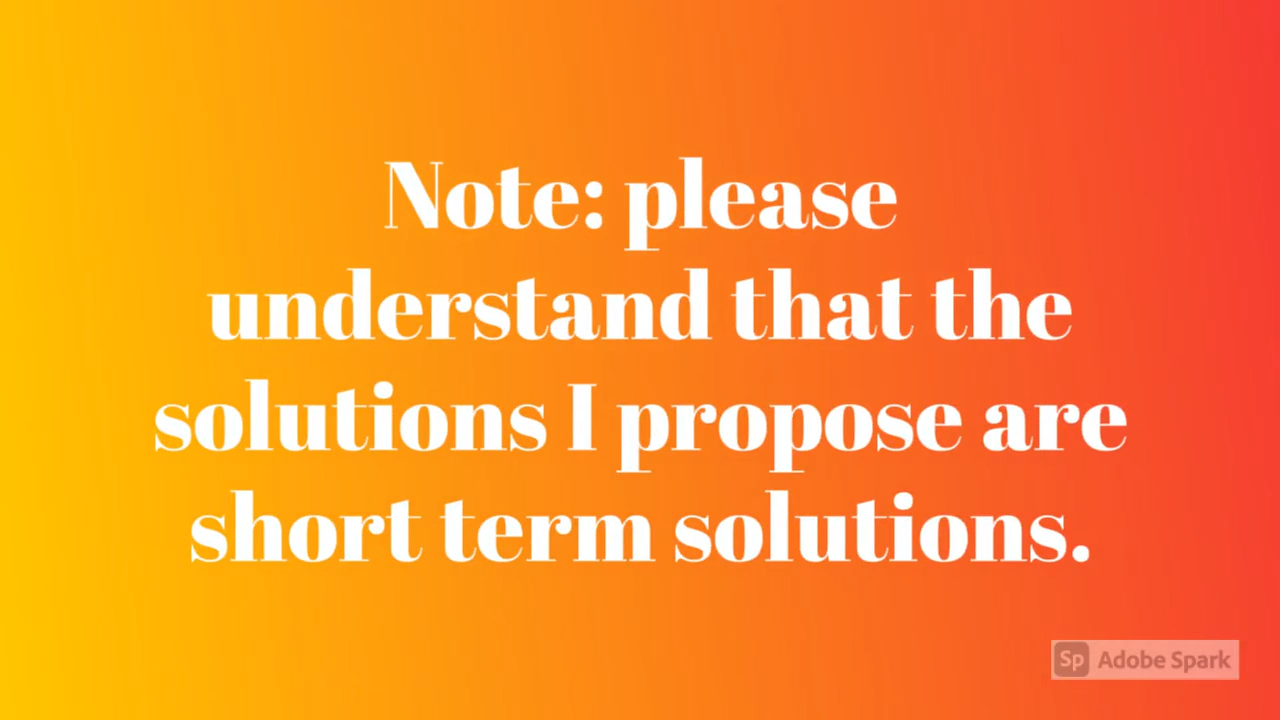 Note: please
understand that the
solutions I propose are
short term solutions.
Sp Adobe Spark